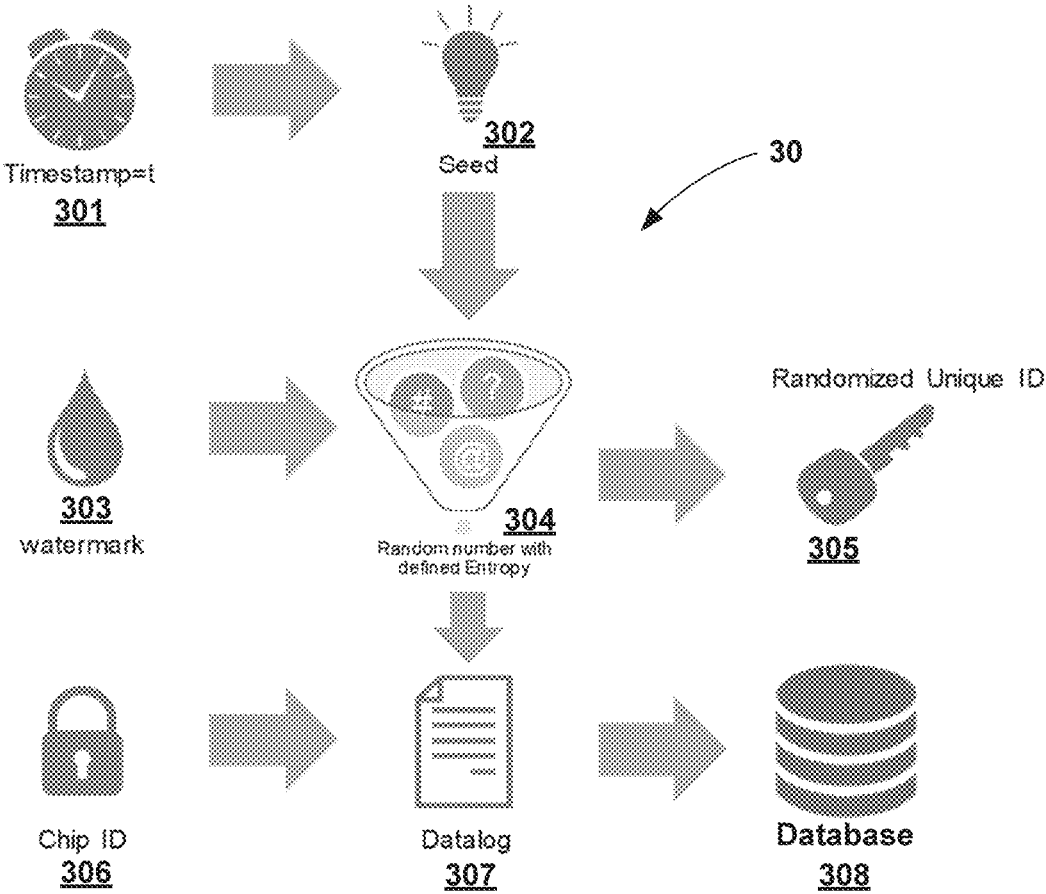 302
Seed
30
Timestamp=t
301
#
?
@
Randomized Unique ID
303
watermark
304
Random number with
defined Entropy
305
Chip ID
306
Datalog
307
Database
308